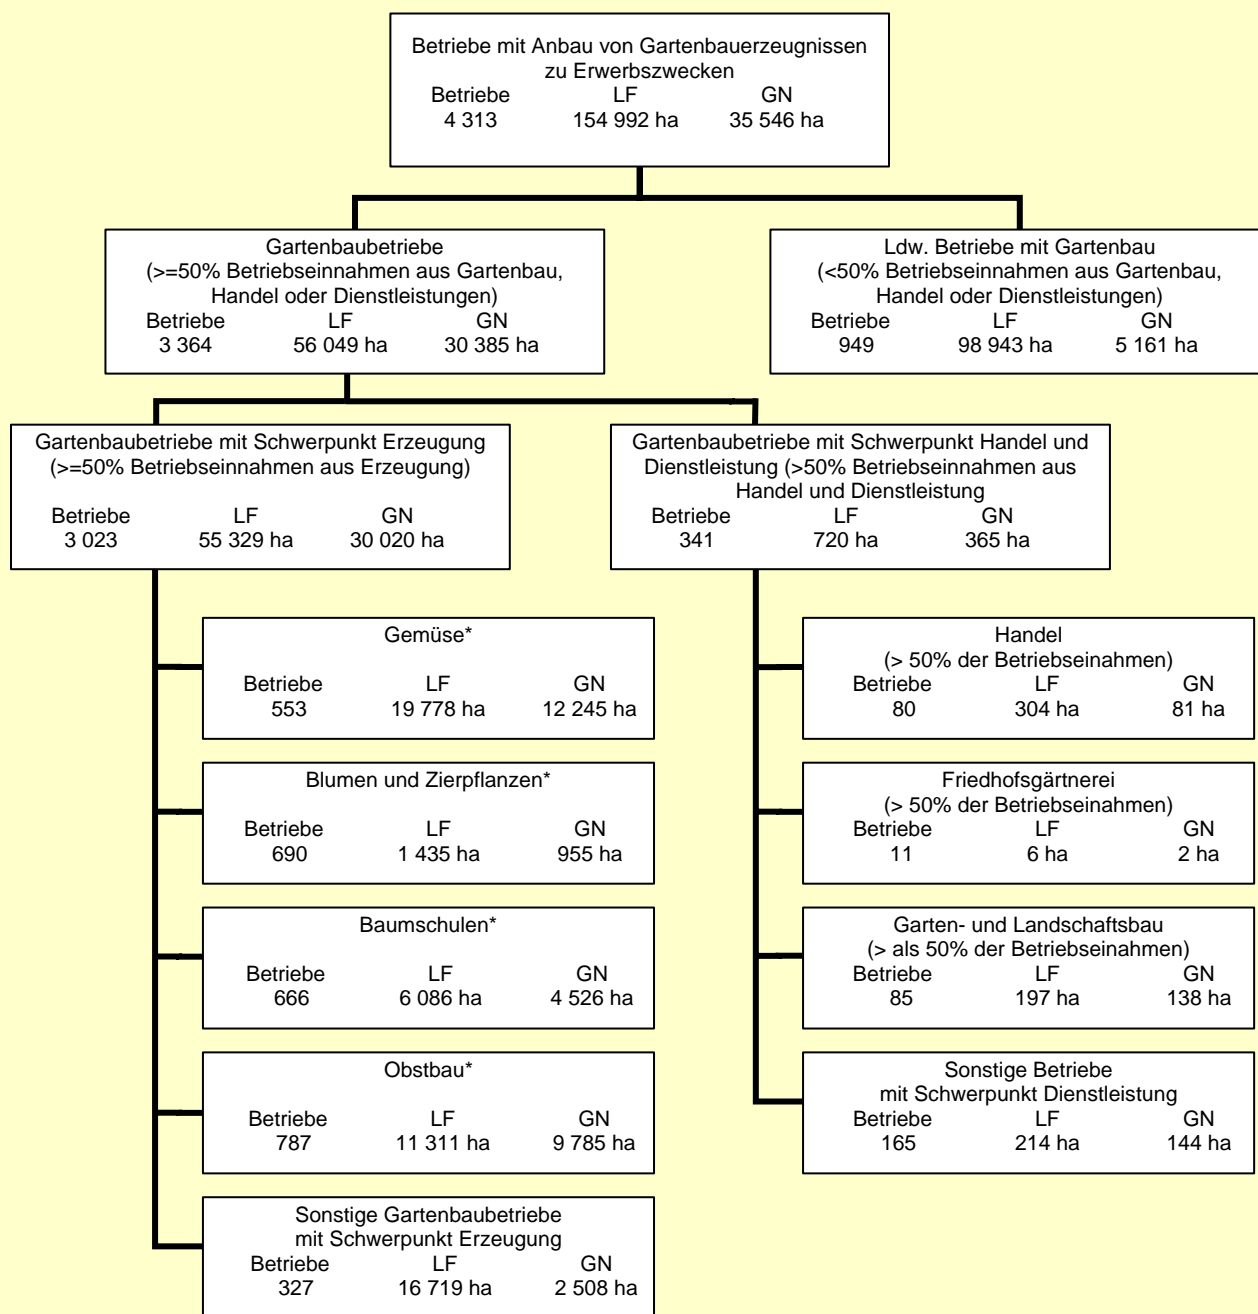 Betriebe mit Anbau von Gartenbauerzeugnissen
zu Erwerbszwecken
Betriebe LF GN
4 313 154 992 ha 35 546 ha
Gartenbaubetriebe
(>=50% Betriebseinnahmen aus Gartenbau,
Handel oder Dienstleistungen)
Betriebe LF GN
3 364 56 049 ha 30 385 ha
Ldw. Betriebe mit Gartenbau
(<50% Betriebseinnahmen aus Gartenbau,
Handel oder Dienstleistungen)
Betriebe LF GN
949 98 943 ha 5 161 ha
Gartenbaubetriebe mit Schwerpunkt Erzeugung
(>=50% Betriebseinnahmen aus Erzeugung)
Betriebe LF GN
3 023 55 329 ha 30 020 ha
Gartenbaubetriebe mit Schwerpunkt Handel und
Dienstleistung (>50% Betriebseinnahmen aus
Handel und Dienstleistung
Betriebe LF GN
341 720 ha 365 ha
Gemüse*
Betriebe LF GN
553 19 778 ha 12 245 ha
Blumen und Zierpflanzen*
Betriebe LF GN
690 1 435 ha 955 ha
Baumschulen*
Betriebe LF GN
666 6 086 ha 4 526 ha
Obstbau*
Betriebe LF GN
787 11 311 ha 9 785 ha
Sonstige Gartenbaubetriebe
mit Schwerpunkt Erzeugung
Betriebe LF GN
327 16 719 ha 2 508 ha
Handel
(> 50% der Betriebseinahmen)
Betriebe LF GN
80 304 ha 81 ha
Friedhofsgärtnerei
(> 50% der Betriebseinahmen)
Betriebe LF GN
11 6 ha 2 ha
Garten- und Landschaftsbau
(> als 50% der Betriebseinahmen)
Betriebe LF GN
85 197 ha 138 ha
Sonstige Betriebe
mit Schwerpunkt Dienstleistung
Betriebe LF GN
165 214 ha 144 ha